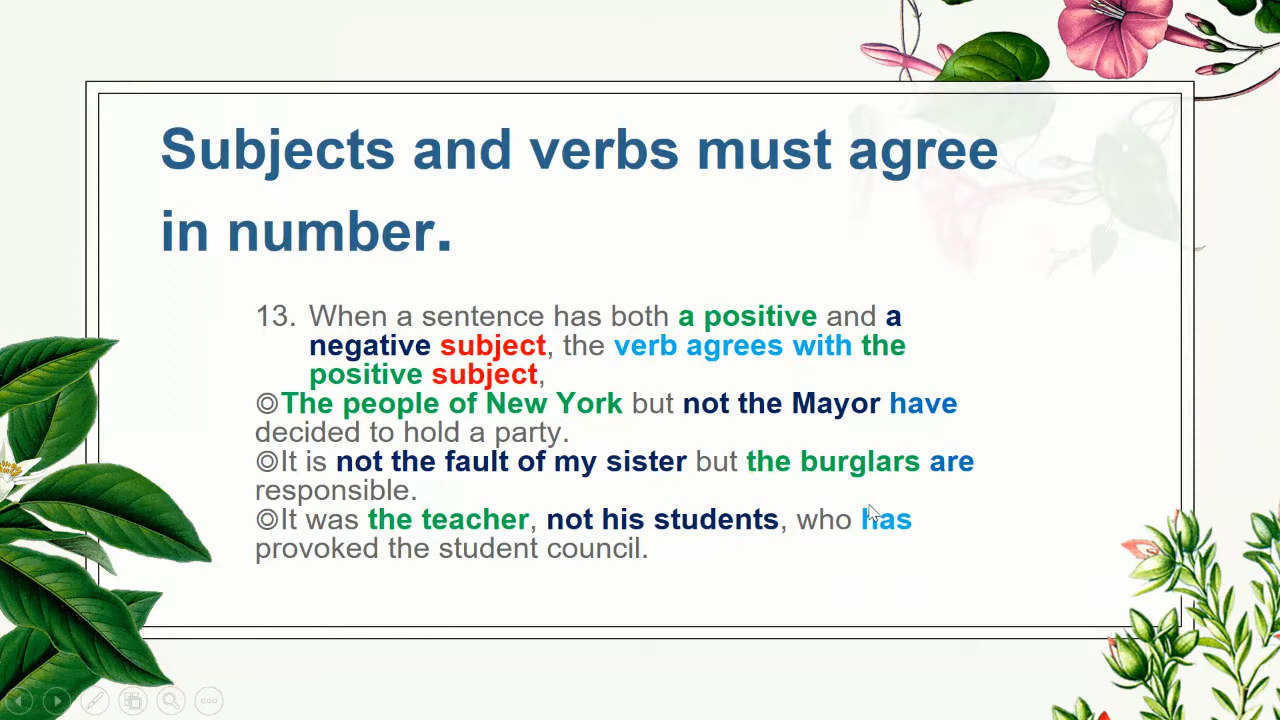 Subjects and verbs must agree
in number.
13. When a sentence has both a positive and a
negative subject, the verb agrees with the
positive subject,
◎The people of New York but not the Mayor have
decided to hold a party.
◎It is not the fault of my sister but the burglars are
responsible.
◎It was the teacher, not his students, who has
provoked the student council.